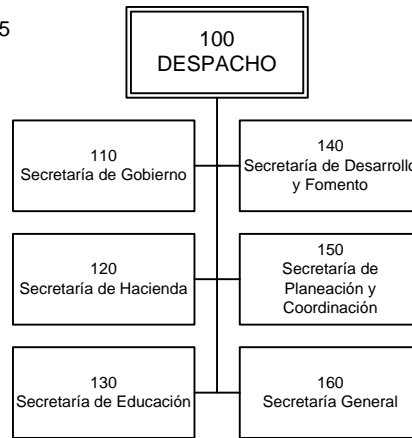 5
100
DESPACHO
110
Secretaría de Gobierno
140
Secretaría de Desarrollo
y Fomento
120
Secretaría de Hacienda
150
Secretaría de
Planeación y
Coordinación
130
Secretaría de Educación
160
Secretaría General